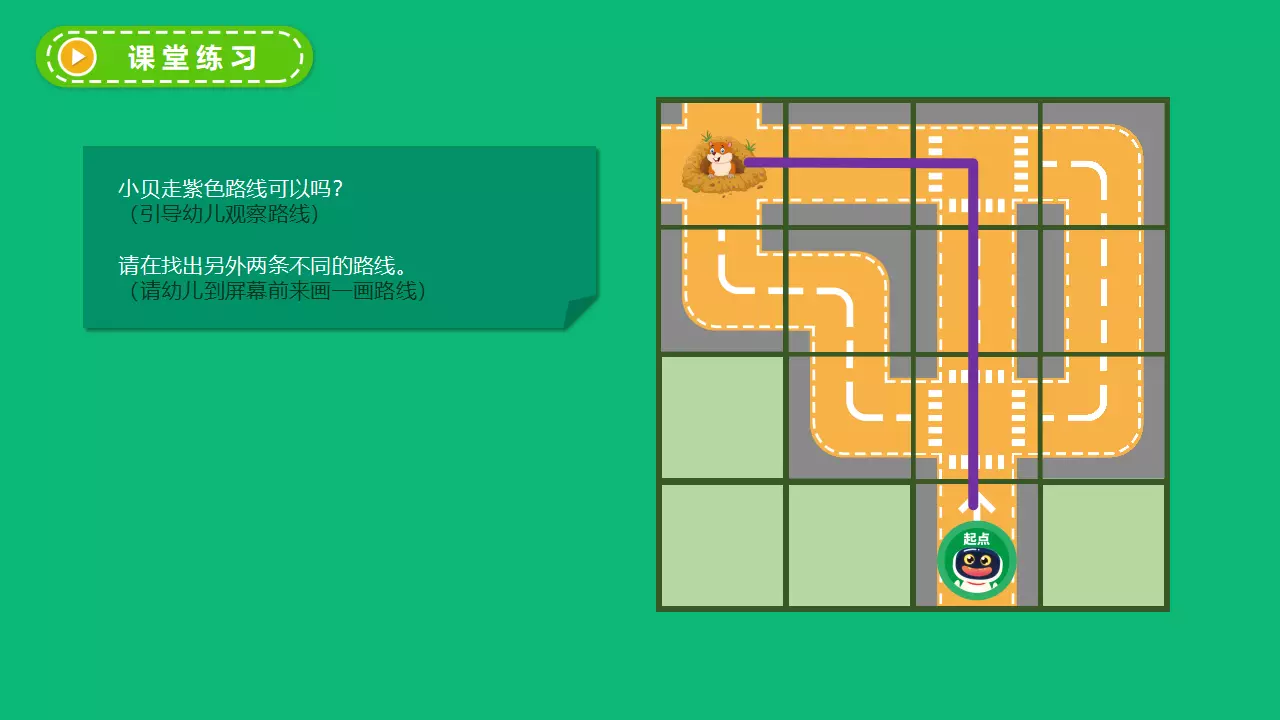 课堂练习
小贝走紫色路线可以吗？
（引导幼儿观察路线）
请在找出另外两条不同的路线。
（请幼儿到屏幕前来画一画路线）
起点